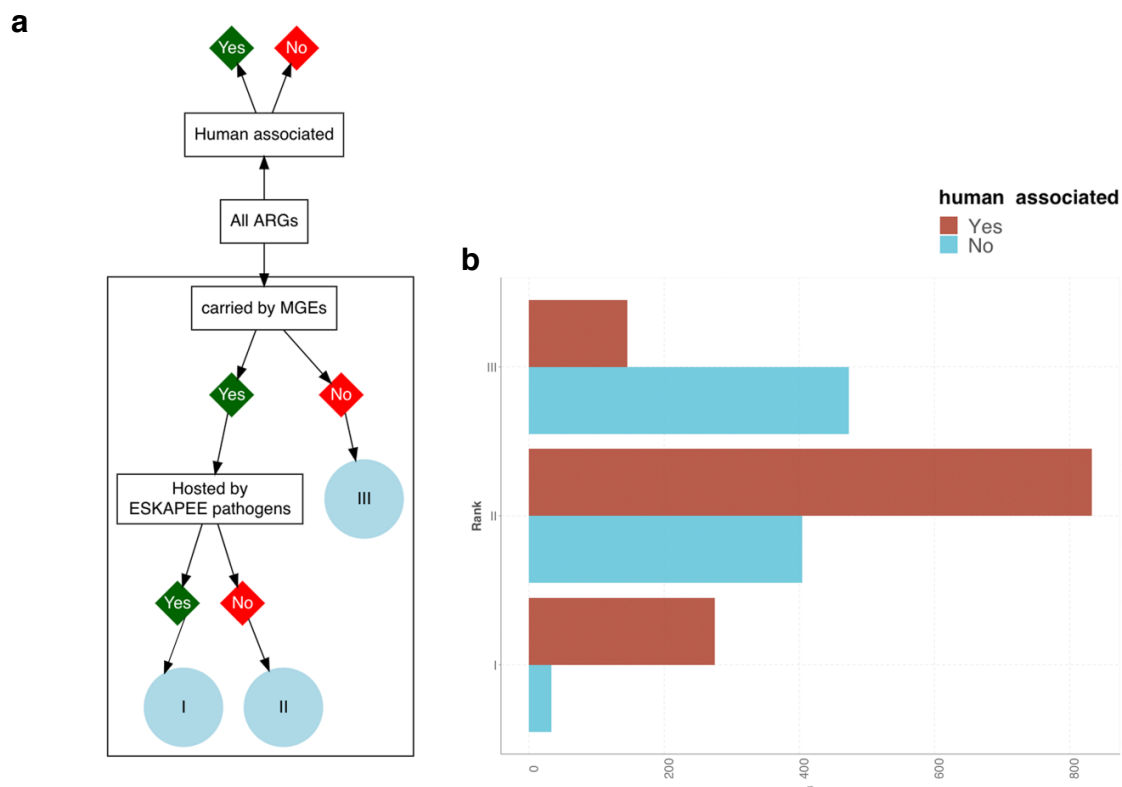 a
Yes
No
Human associated
All ARGs
carried by MGEs
Yes
No
Hosted by
ESKAPEE pathogens
III
Yes
No
I
II
b
human associated
Yes
No
Rank
III
II
I
0
200
400
600
800